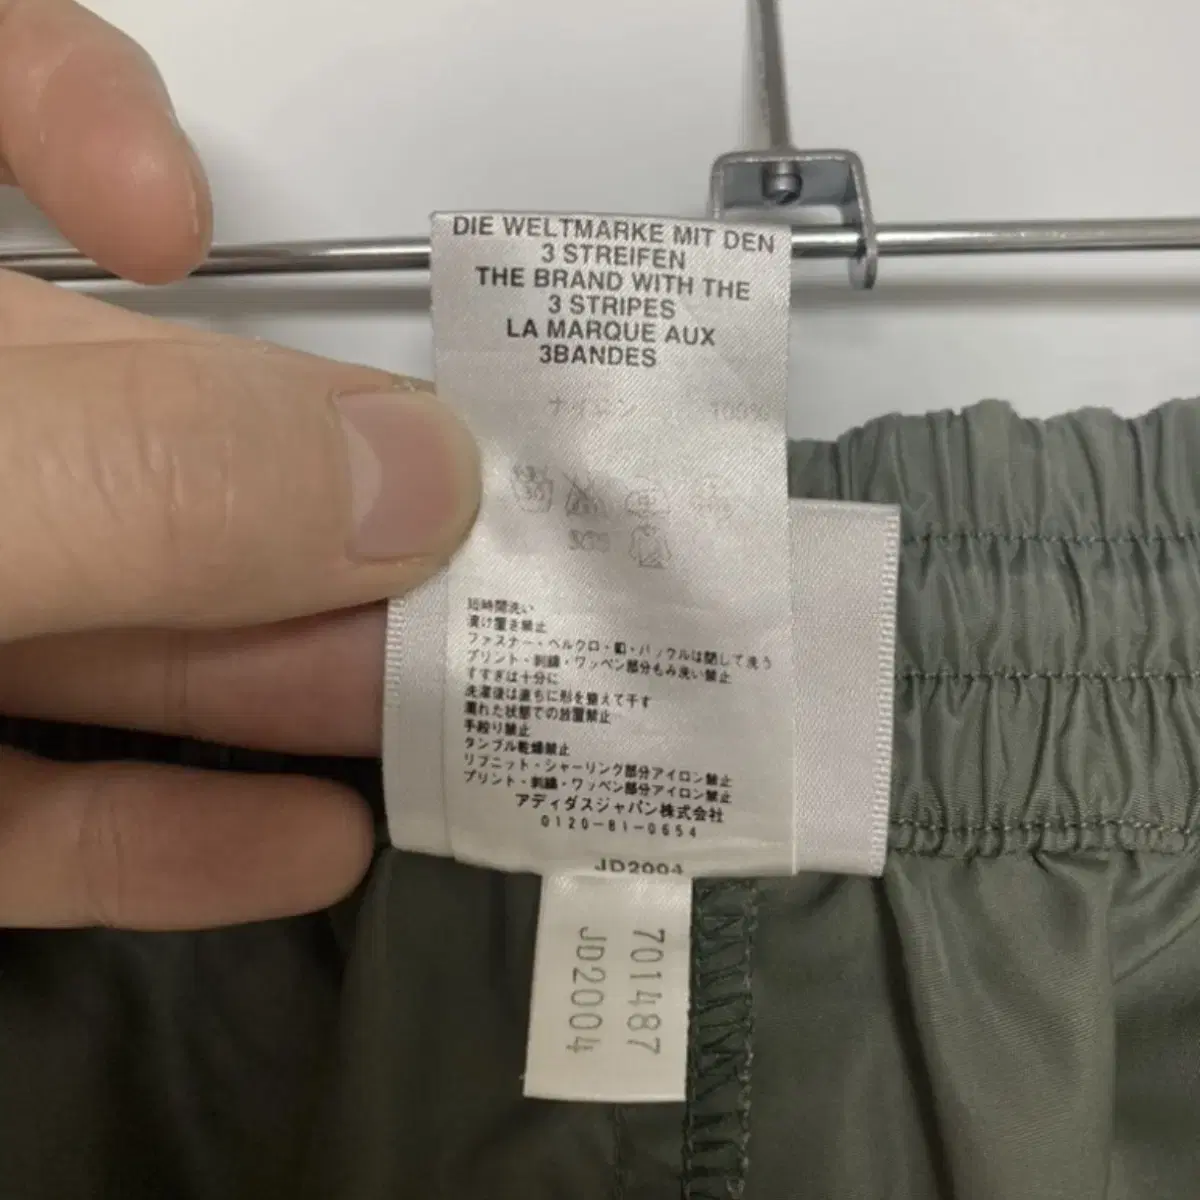 DIE WELTMARKE MIT DEN
3 STREIFEN
THE BRAND WITH THE
3 STRIPES
LA MARQUE AUX
3BANDES
ナイロン 100%
短時間洗い
漬け置き禁止
ファスナー・ベルクロ・釦・バックルは閉して洗う
プリント・刺繍・ワッペン部分もみ洗い禁止
すすぎは十分に
洗濯後は直ちに形を整えて干す
濡れた状態での放置禁止
手絞り禁止
タンブル乾燥禁止
リブニット・シャーリング部分アイロン禁止
プリント・刺繍・ワッペン部分アイロン禁止
アディダスジャパン株式会社
0120-81-0654
JD2004
701487
JD2004